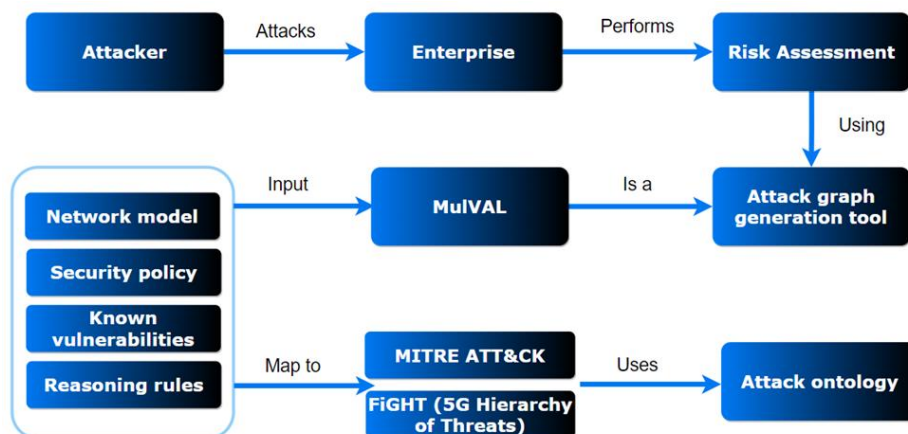 Attacker
Attacks
Enterprise
Performs
Risk Assessment
Using
Network model
Security policy
Known
vulnerabilities
Reasoning rules
Input
MulVAL
Is a
Attack graph
generation tool
Map to
MITRE ATT&CK
FiGHT (5G Hierarchy
of Threats)
Uses
Attack ontology